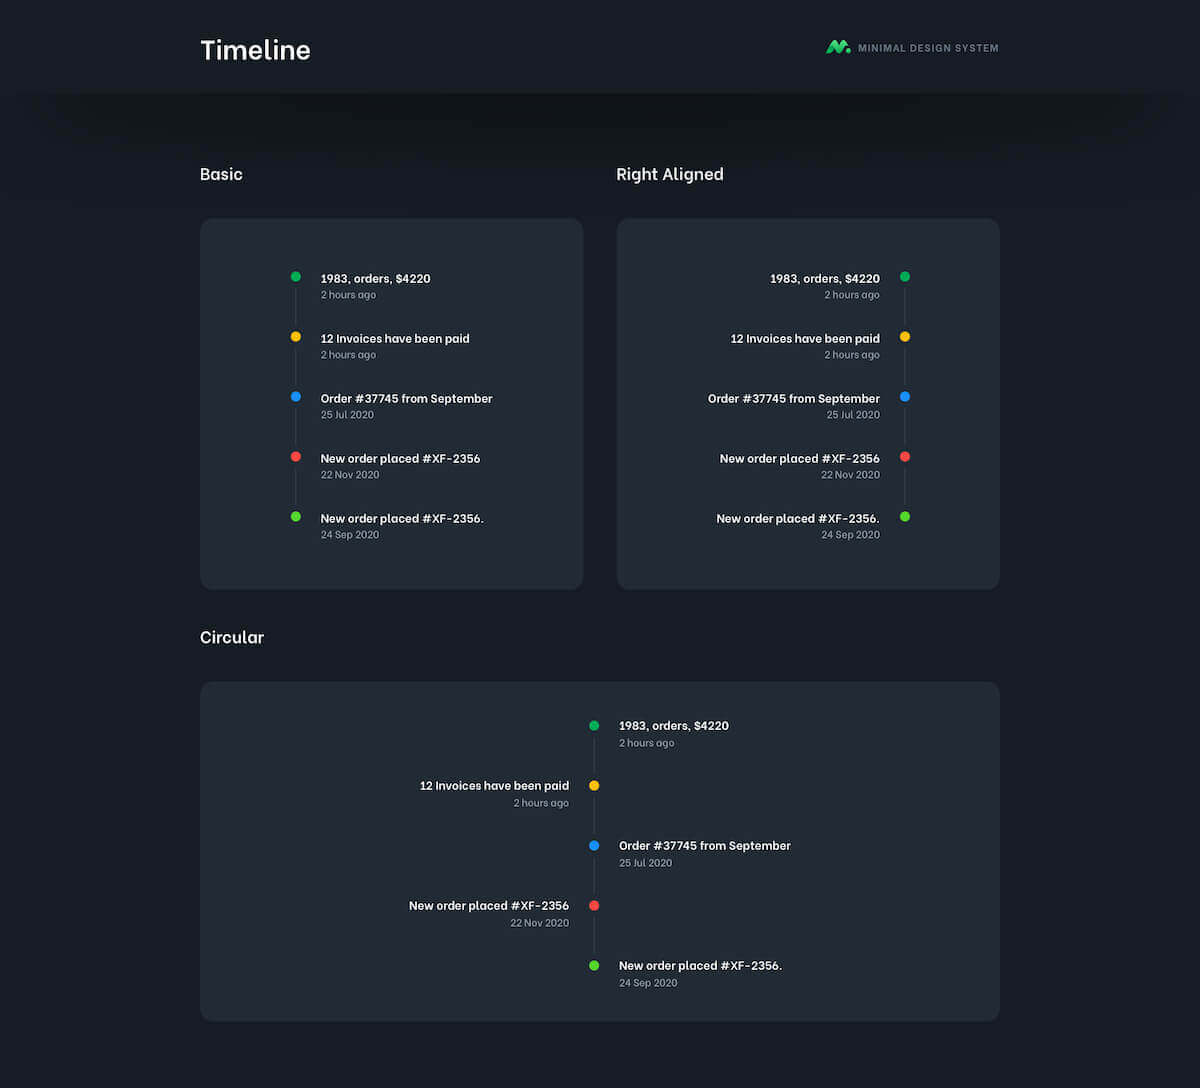 Timeline
MINIMAL DESIGN SYSTEM
Basic
1983, orders, $4220
2 hours ago
12 Invoices have been paid
2 hours ago
Order #37745 from September
25 Jul 2020
New order placed #XF-2356
22 Nov 2020
New order placed #XF-2356.
24 Sep 2020
Right Aligned
1983, orders, $4220
2 hours ago
12 Invoices have been paid
2 hours ago
Order #37745 from September
25 Jul 2020
New order placed #XF-2356
22 Nov 2020
New order placed #XF-2356.
24 Sep 2020
Circular
1983, orders, $4220
2 hours ago
12 Invoices have been paid
2 hours ago
Order #37745 from September
25 Jul 2020
New order placed #XF-2356
22 Nov 2020
New order placed #XF-2356.
24 Sep 2020